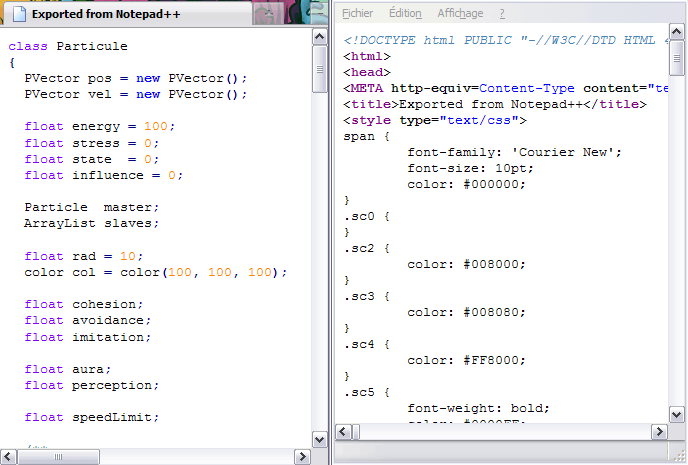 Exported from Notepad++
class Particule
{
PVector pos = new PVector();
PVector vel = new PVector();
float energy = 100;
float stress = 0;
float state  = 0;
float influence = 0;
Particle  master;
ArrayList slaves;
float rad = 10;
color col = color(100, 100, 100);
float cohesion;
float avoidance;
float imitation;
float aura;
float perception;
float speedLimit;
/**
Fichier Édition Affichage ?
<!DOCTYPE html PUBLIC "-//W3C//DTD HTML
<html>
<head>
<META http-equiv=Content-Type content="te
<title>Exported from Notepad++</title>
<style type="text/css">
span {
font-family: 'Courier New';
font-size: 10pt;
color: #000000;
}
.sc0 {
}
.sc2 {
color: #008000;
}
.sc3 {
color: #008080;
}
.sc4 {
color: #FF8000;
}
.sc5 {
font-weight: bold;
color: #0000FF;